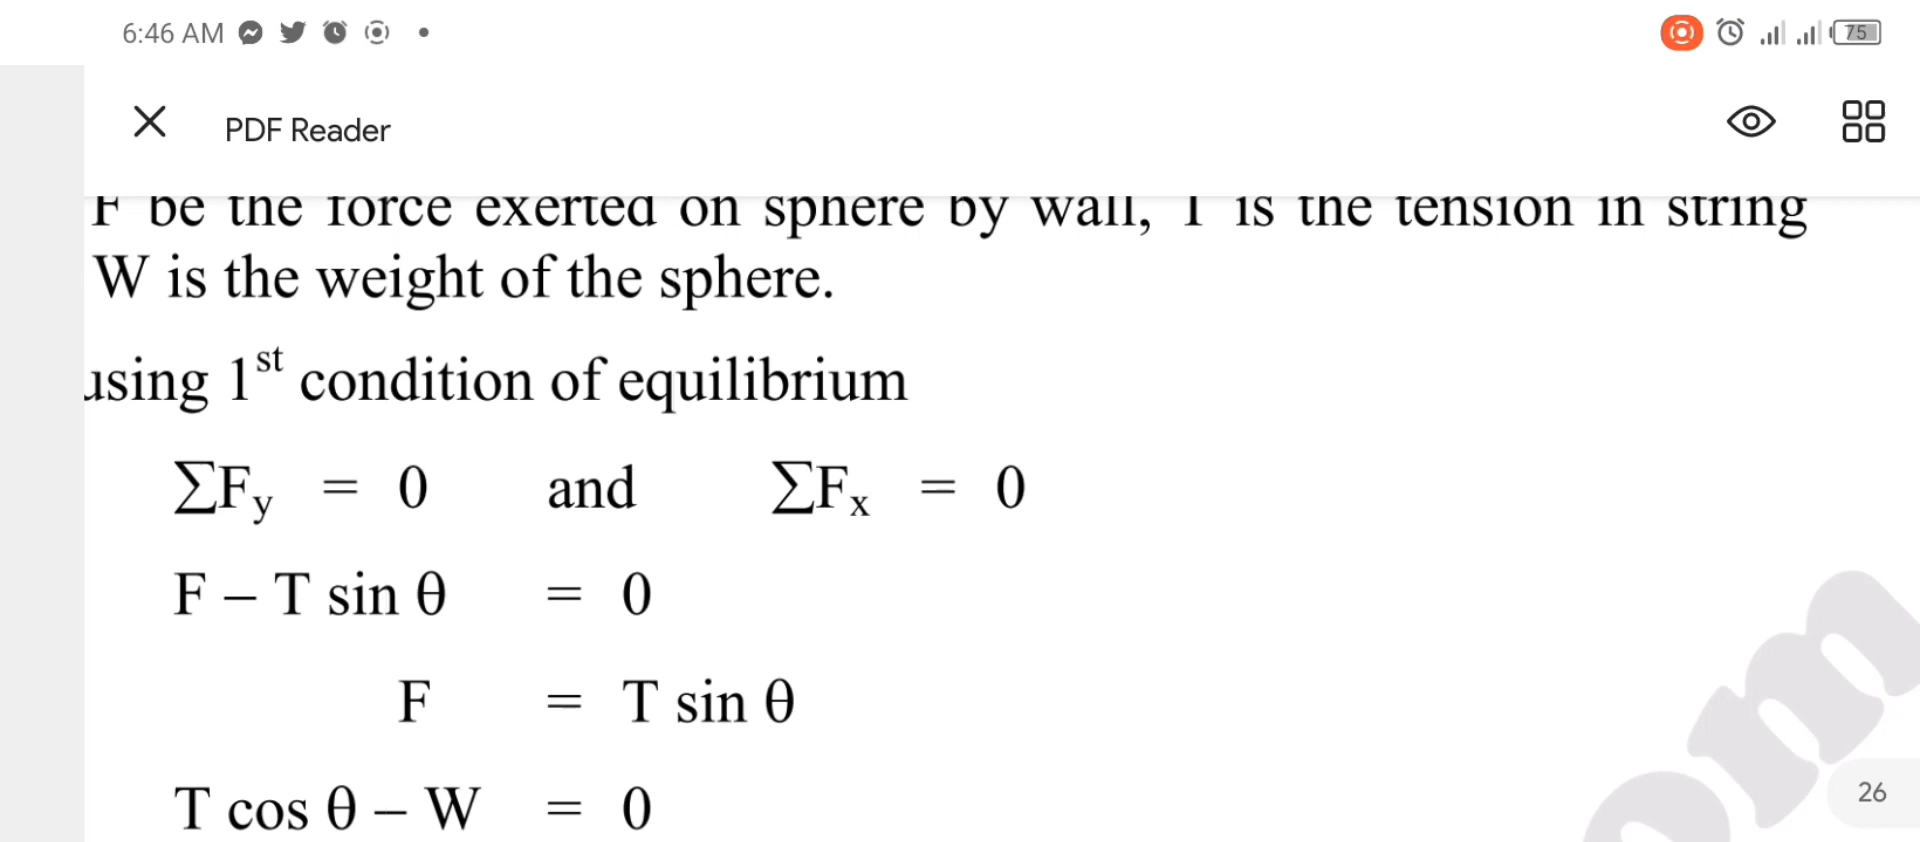 6:46 AM
75
PDF Reader
F be the force exerted on sphere by wall, T is the tension in string
W is the weight of the sphere.
using 1st condition of equilibrium
ΣFy = 0 and ΣFx = 0
F – T sin θ = 0
F = T sin θ
T cos θ – W = 0
26
om